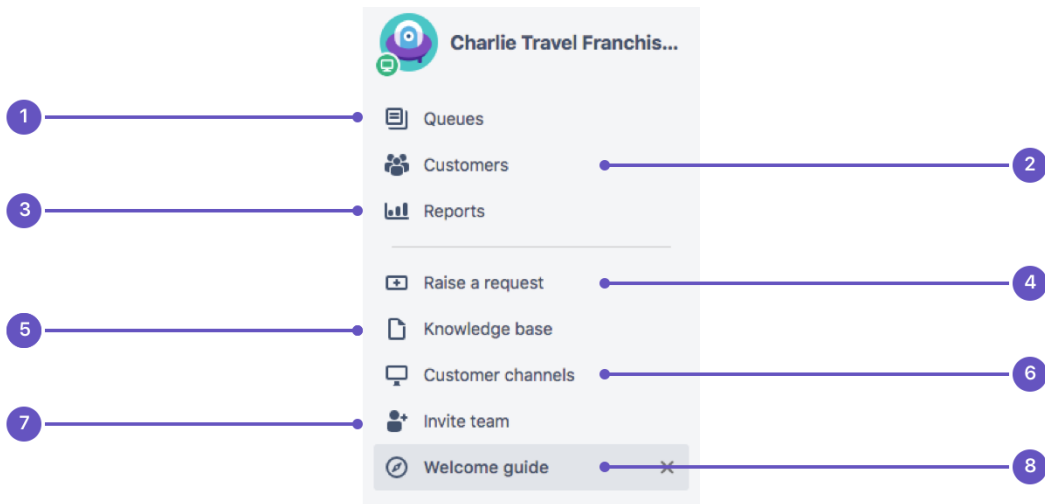 Charlie Travel Franchis...
1 Queues
Customers 2
3 Reports
Raise a request 4
5 Knowledge base
Customer channels 6
7 Invite team
Welcome guide 8